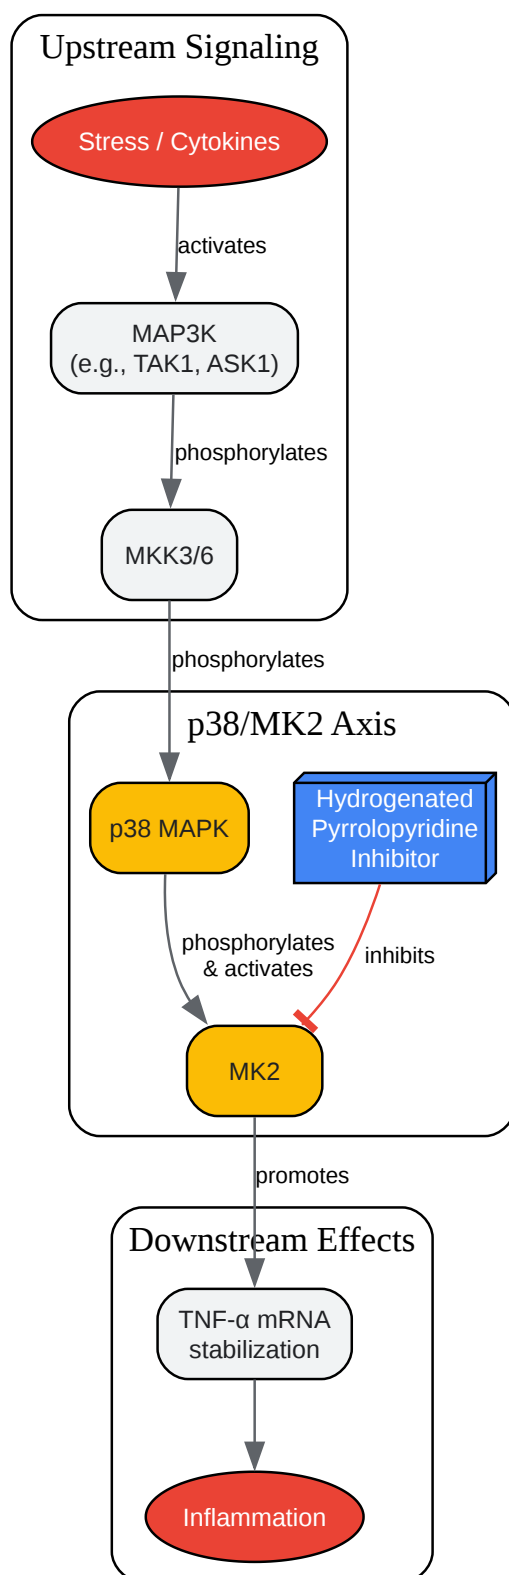 Upstream Signaling
Stress / Cytokines
activates
MAP3K
(e.g., TAK1, ASK1)
phosphorylates
MKK3/6
phosphorylates
p38/MK2 Axis
p38 MAPK
Hydrogenated
Pyrrolopyridine
Inhibitor
phosphorylates
& activates
inhibits
MK2
promotes
Downstream Effects
TNF-α mRNA
stabilization
Inflammation